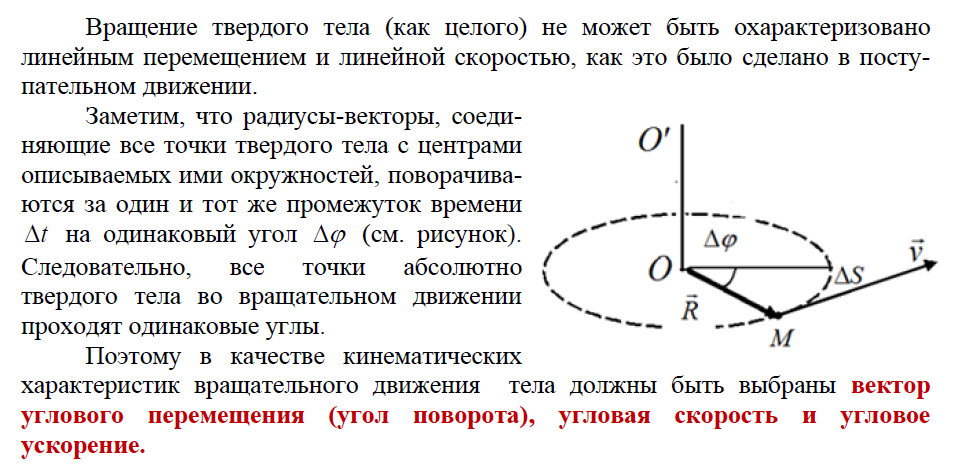 Вращение твердого тела (как целого) не может быть охарактеризовано
линейным перемещением и линейной скоростью, как это было сделано в посту-
пательном движении.
Заметим, что радиусы-векторы, соеди-
няющие все точки твердого тела с центрами
описываемых ими окружностей, поворачива-
ются за один и тот же промежуток времени
Δt на одинаковый угол Δφ (см. рисунок).
Следовательно, все точки абсолютно
твердого тела во вращательном движении
проходят одинаковые углы.
O'
Δφ
v⃗
O
ΔS
R⃗
M
Поэтому в качестве кинематических
характеристик вращательного движения тела должны быть выбраны вектор
углового перемещения (угол поворота), угловая скорость и угловое
ускорение.